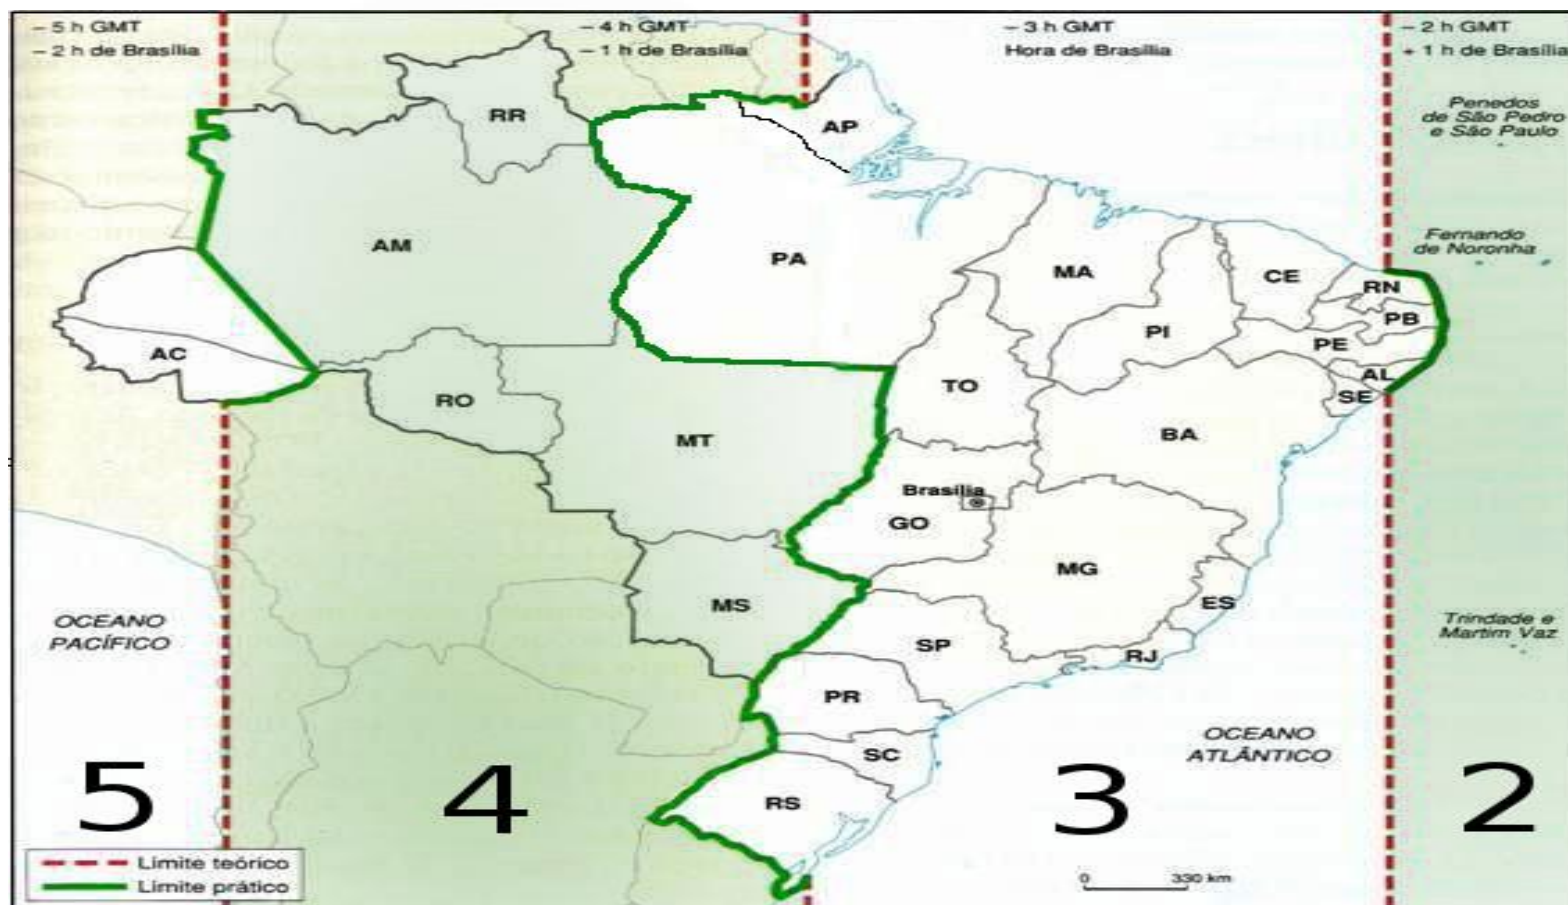 – 5 h GMT
– 2 h de Brasília
– 4 h GMT
– 1 h de Brasília
– 3 h GMT
Hora de Brasília
– 2 h GMT
+ 1 h de Brasília
Penedos
de São Pedro
e São Paulo
RR
AP
Fernando
de Noronha
AM
PA
MA
CE
RN
PB
PI
PE
AC
AL
TO
SE
RO
MT
BA
Brasília
GO
MG
MS
ES
OCEANO
PACÍFICO
Trindade e
Martim Vaz
SP
RJ
PR
OCEANO
ATLÂNTICO
SC
RS
5
4
3
2
Limite teórico
Limite prático
0 330 km